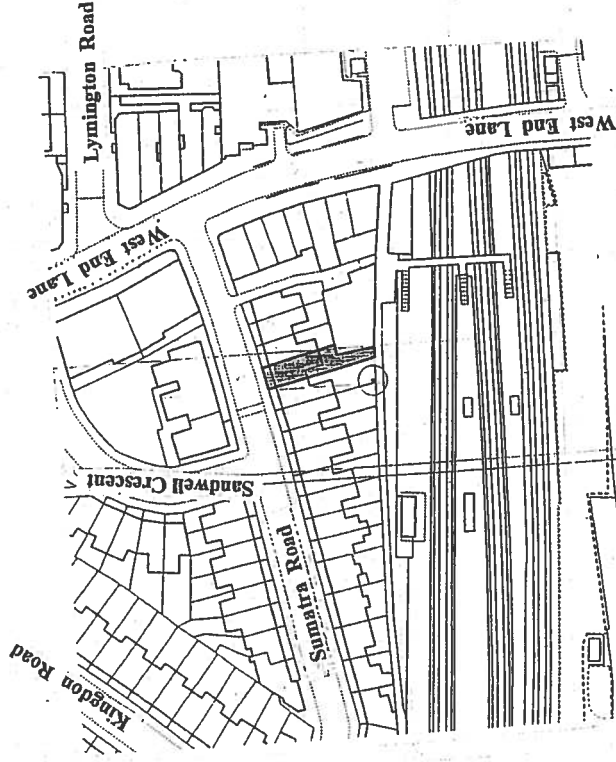 Lymington Road
West End Lane
West End Lane
Sandwell Crescent
Sumatra Road
Kingdon Road